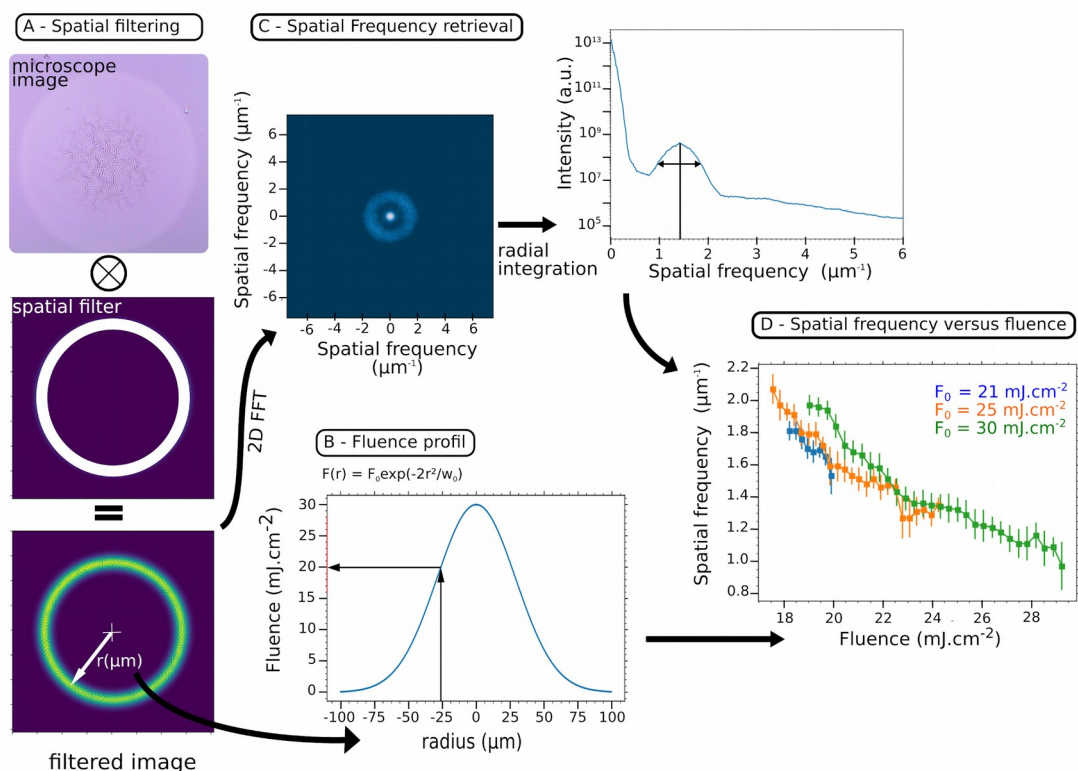 A - Spatial filtering
microscope
image
spatial filter
r(µm)
filtered image
2D FFT
C - Spatial Frequency retrieval
Spatial frequency (µm⁻¹)
6
4
2
0
-2
-4
-6
-6 -4 -2 0 2 4 6
Spatial frequency
(µm⁻¹)
radial
integration
Intensity (a.u.)
10¹³
10¹¹
10⁹
10⁷
10⁵
0 1 2 3 4 5 6
Spatial frequency (µm⁻¹)
B - Fluence profil
F(r) = F₀exp(-2r²/w₀)
Fluence (mJ.cm⁻²)
30
25
20
15
10
5
0
-100 -75 -50 -25 0 25 50 75 100
radius (µm)
D - Spatial frequency versus fluence
Spatial frequency (µm⁻¹)
2.2
2.0
1.8
1.6
1.4
1.2
1.0
0.8
F₀ = 21 mJ.cm⁻²
F₀ = 25 mJ.cm⁻²
F₀ = 30 mJ.cm⁻²
18 20 22 24 26 28
Fluence (mJ.cm⁻²)